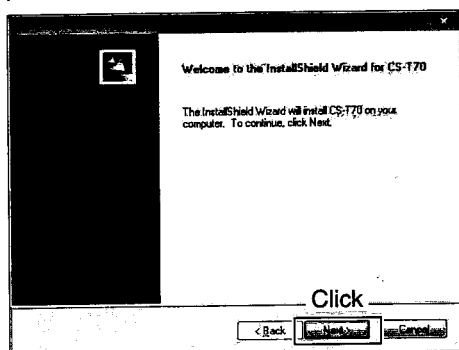 Welcome to the InstallShield Wizard for CS-T70
The InstallShield Wizard will install CS-T70 on your
computer. To continue, click Next.
Click
< Back
Next >
Cancel